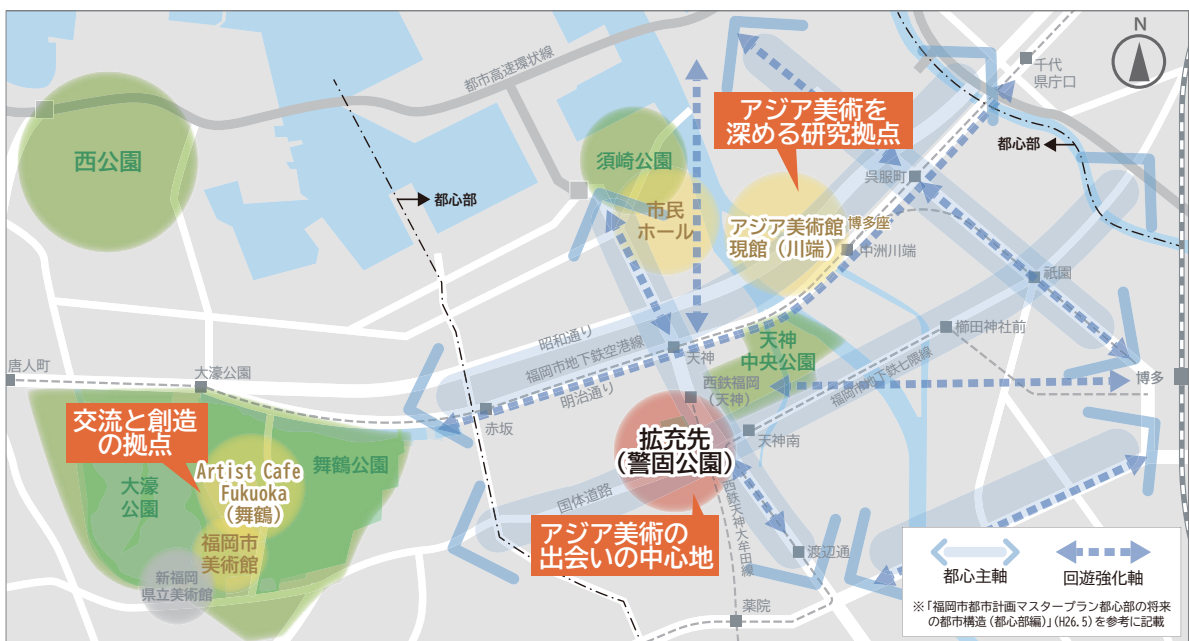 N
都市高速環状線
千代
県庁口
アジア美術を
深める研究拠点
都心部
西公園
須崎公園
呉服町
都心部
市民
ホール
アジア美術館
現館（川端）
博多座
中洲川端
祇園
昭和通り
福岡市地下鉄空港線
天神
天神
中央公園
櫛田神社前
唐人町
大濠公園
明治通り
西鉄福岡
（天神）
福岡市地下鉄七隈線
博多
赤坂
交流と創造
の拠点
拡充先
（警固公園）
天神南
Artist Cafe
Fukuoka
（舞鶴）
舞鶴公園
大濠
公園
国体道路
西鉄天神大牟田線
アジア美術の
出会いの中心地
福岡市
美術館
渡辺通
新福岡
県立美術館
薬院
都心主軸
回遊強化軸
※「福岡市都市計画マスタープラン都心部の将来
の都市構造（都心部編）」（H26.5）を参考に記載